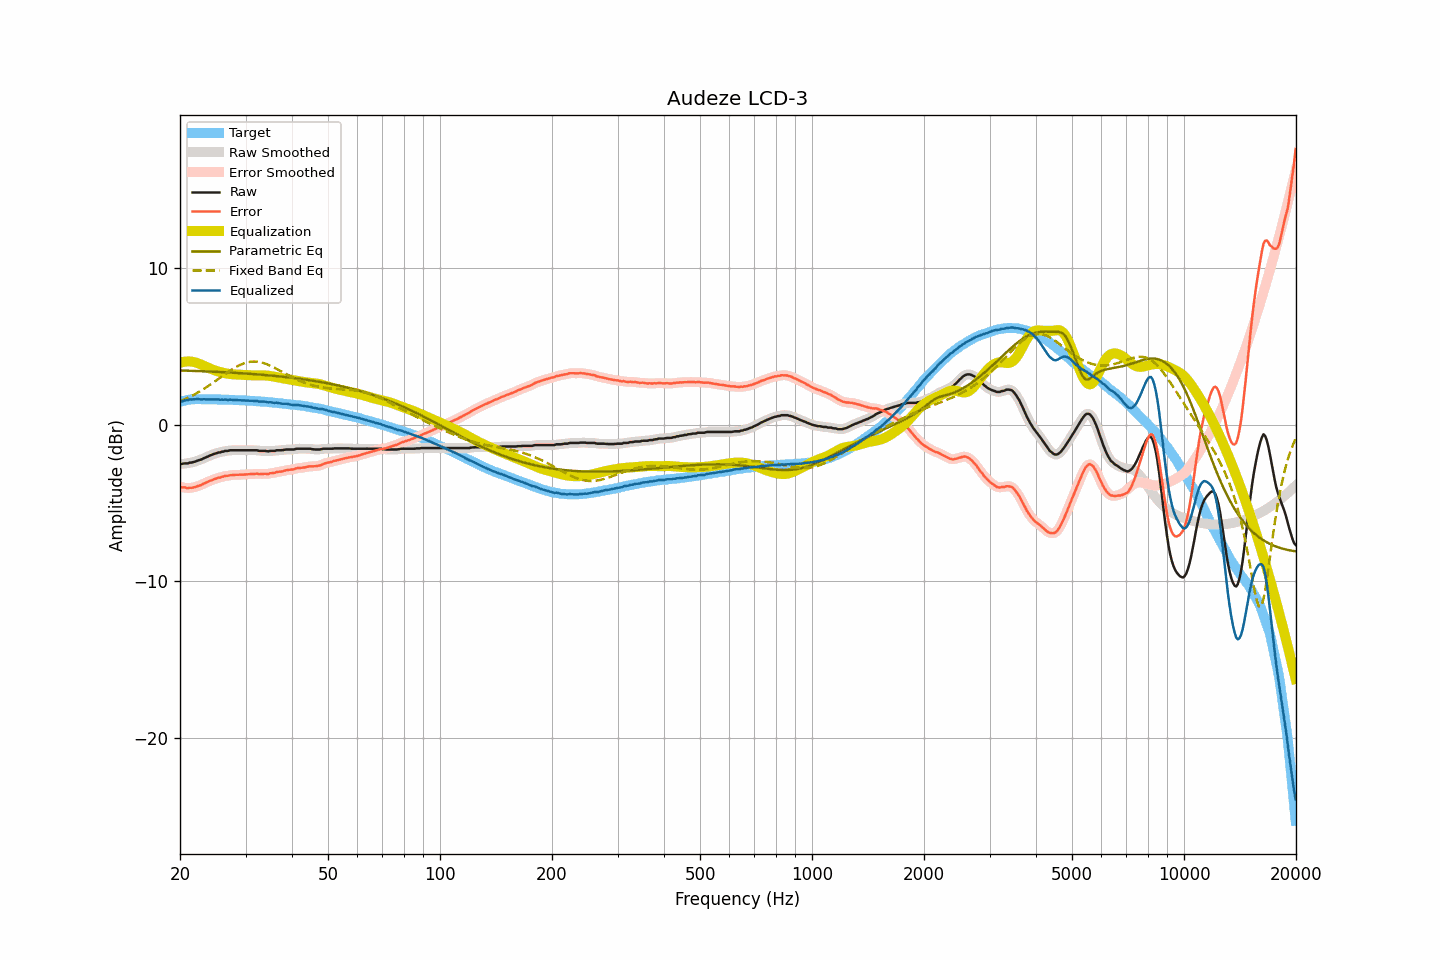 Audeze LCD-3
Target
Raw Smoothed
Error Smoothed
Raw
Error
Equalization
Parametric Eq
Fixed Band Eq
Equalized
10
0
−10
−20
Amplitude (dBr)
20 50 100 200 500 1000 2000 5000 10000 20000
Frequency (Hz)